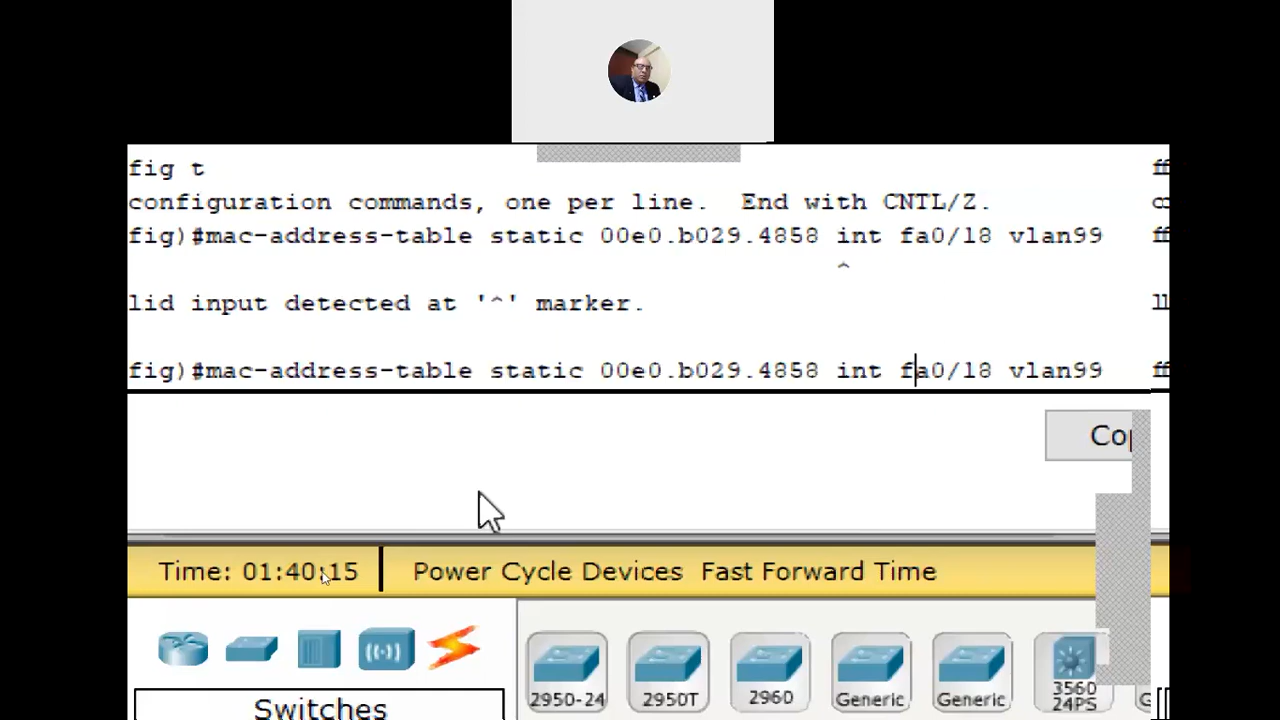 fig t
configuration commands, one per line.  End with CNTL/Z.
fig)#mac-address-table static 00e0.b029.4858 int fa0/18 vlan99
^
lid input detected at '^' marker.
fig)#mac-address-table static 00e0.b029.4858 int fa0/18 vlan99
Cop
Time: 01:40:15
Power Cycle Devices  Fast Forward Time
2950-24
2950T
2960
Generic
Generic
3560
24PS
G
Switches